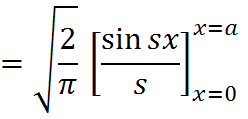 = √(2/π) [sin sx / s]_{x=0}^{x=a}